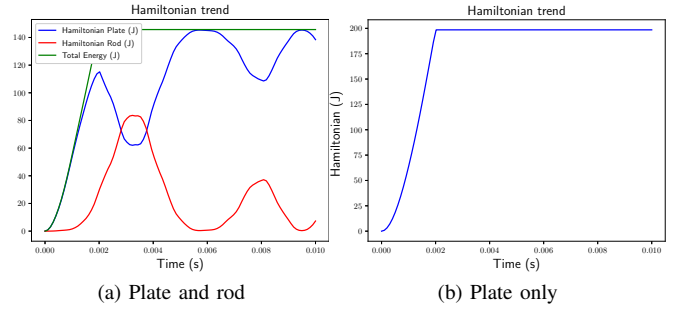 Hamiltonian trend
Hamiltonian Plate (J)
Hamiltonian Rod (J)
Total Energy (J)
140
120
100
80
60
40
20
0
0.000 0.002 0.004 0.006 0.008 0.010
Time (s)
(a) Plate and rod
Hamiltonian trend
Hamiltonian (J)
200
175
150
125
100
75
50
25
0
0.000 0.002 0.004 0.006 0.008 0.010
Time (s)
(b) Plate only